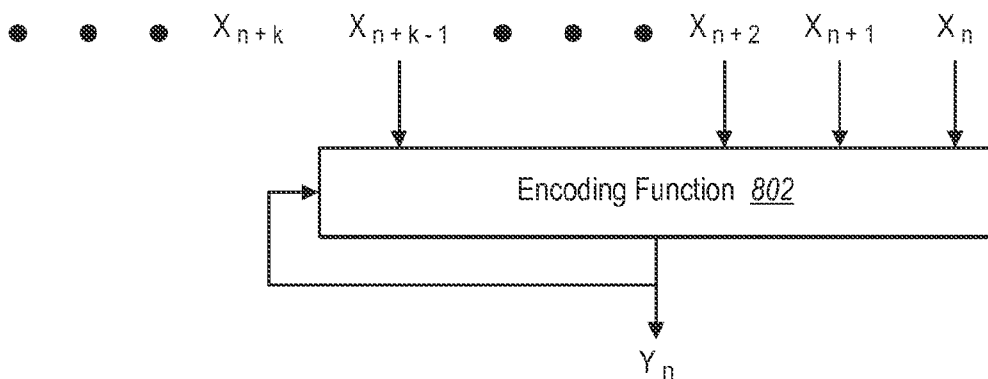 ● ● ● X n + k X n + k - 1 ● ● ● X n + 2 X n + 1 X n
Encoding Function 802
Y n